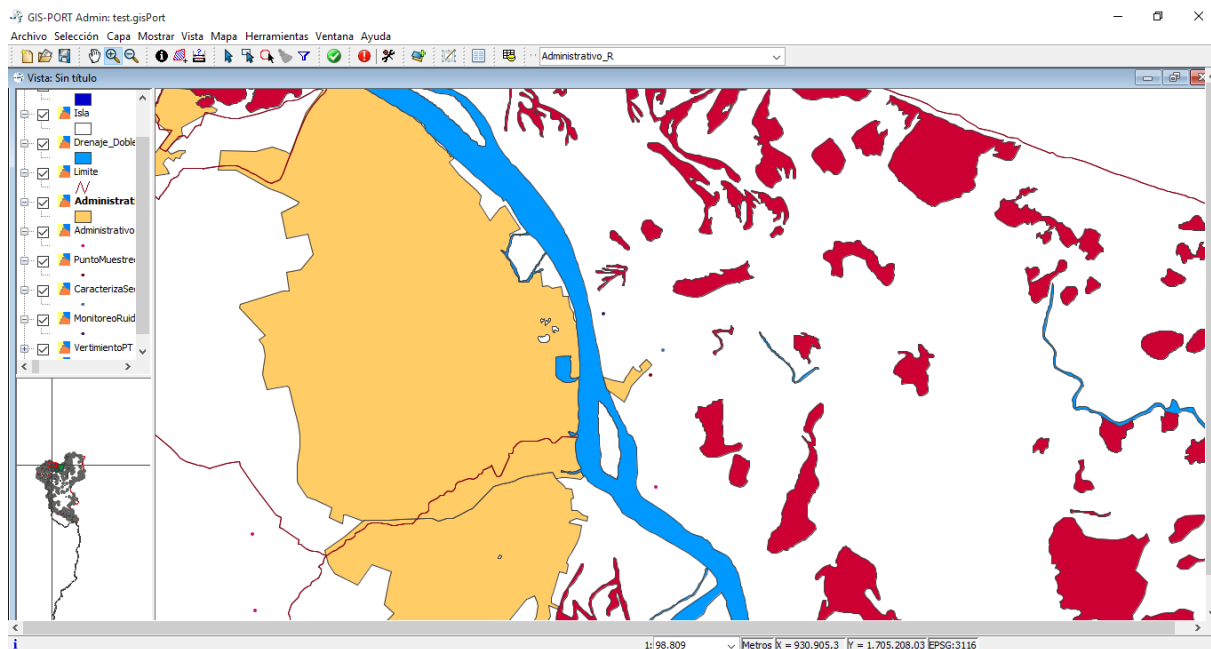 GIS-PORT Admin: test.gisPort
Archivo Selección Capa Mostrar Vista Mapa Herramientas Ventana Ayuda
Administrativo_R
Vista: Sin título
Isla
Drenaje_Doble
Limite
Administrati
Administrativo
PuntoMuestre
CaracterizaSe
MonitoreoRuid
VertimientoPT
1: 98.809 Metros X = 930.905,3 Y = 1.705.208,03 EPSG:3116